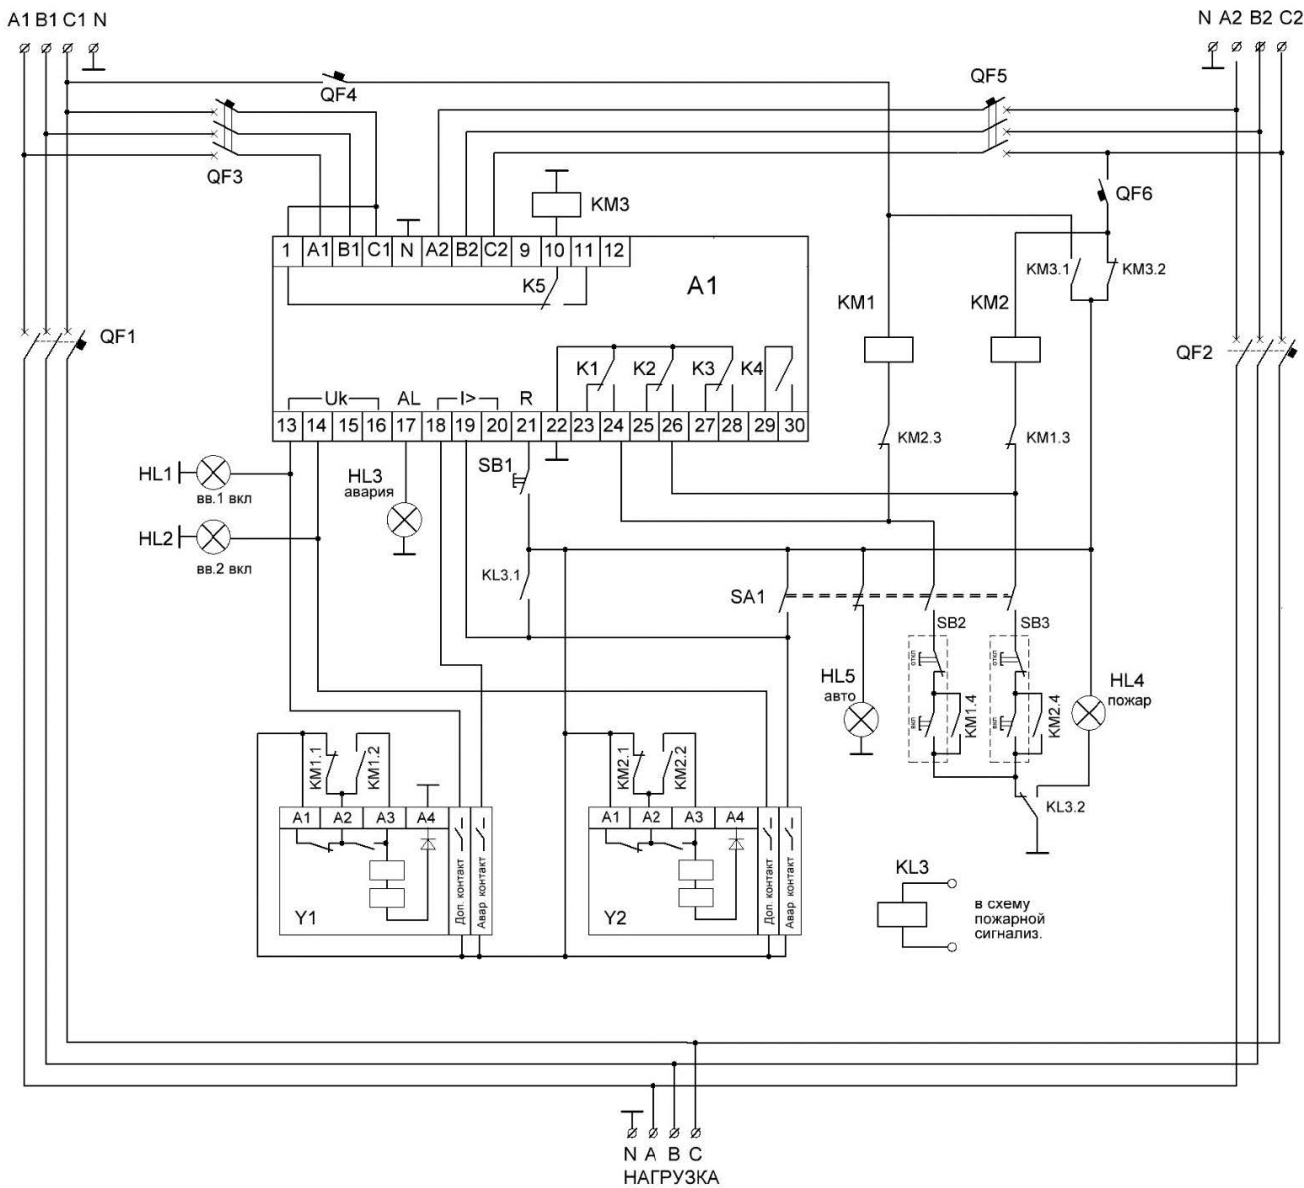 A1 B1 C1 N
N A2 B2 C2
QF4
QF5
QF3
QF6
KM3
1 A1 B1 C1 N A2 B2 C2 9 10 11 12
K5
A1
KM3.1
KM3.2
KM1
KM2
QF1
QF2
K1
K2
K3
K4
Uk
AL
I>
R
13 14 15 16 17 18 19 20 21 22 23 24 25 26 27 28 29 30
KM2.3
KM1.3
HL1
вв.1 вкл
HL3
авария
SB1
HL2
вв.2 вкл
KL3.1
SA1
SB2
SB3
откл
откл
HL5
авто
HL4
пожар
вкл
KM1.4
вкл
KM2.4
KM1.1
KM1.2
KM2.1
KM2.2
KL3.2
A1 A2 A3 A4
A1 A2 A3 A4
Доп. контакт
Авар. контакт
Доп. контакт
Авар. контакт
Y1
Y2
KL3
в схему
пожарной
сигнализ.
N A B C
НАГРУЗКА